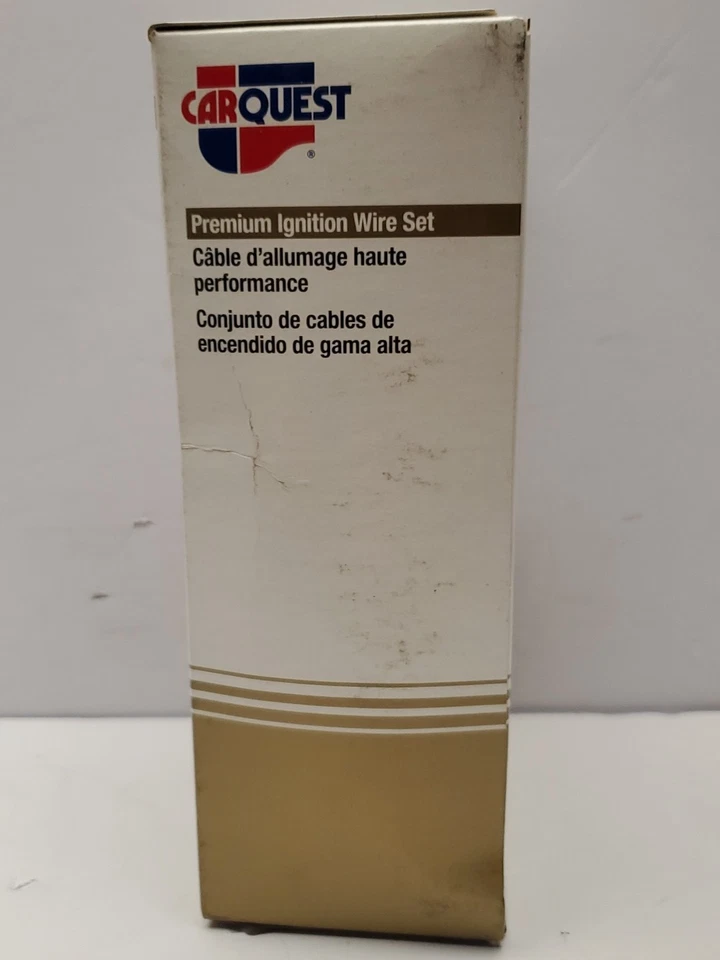 CARQUEST
®
Premium Ignition Wire Set
Câble d'allumage haute
performance
Conjunto de cables de
encendido de gama alta